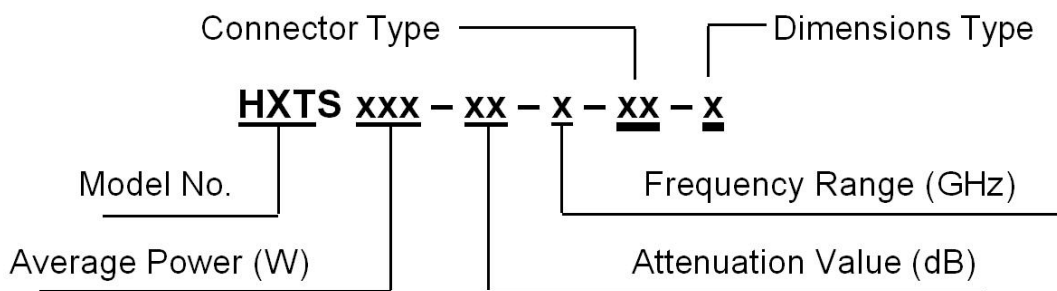 Connector Type
Dimensions Type
HXTS xxx – xx – x – xx – x
Model No.
Frequency Range (GHz)
Average Power (W)
Attenuation Value (dB)